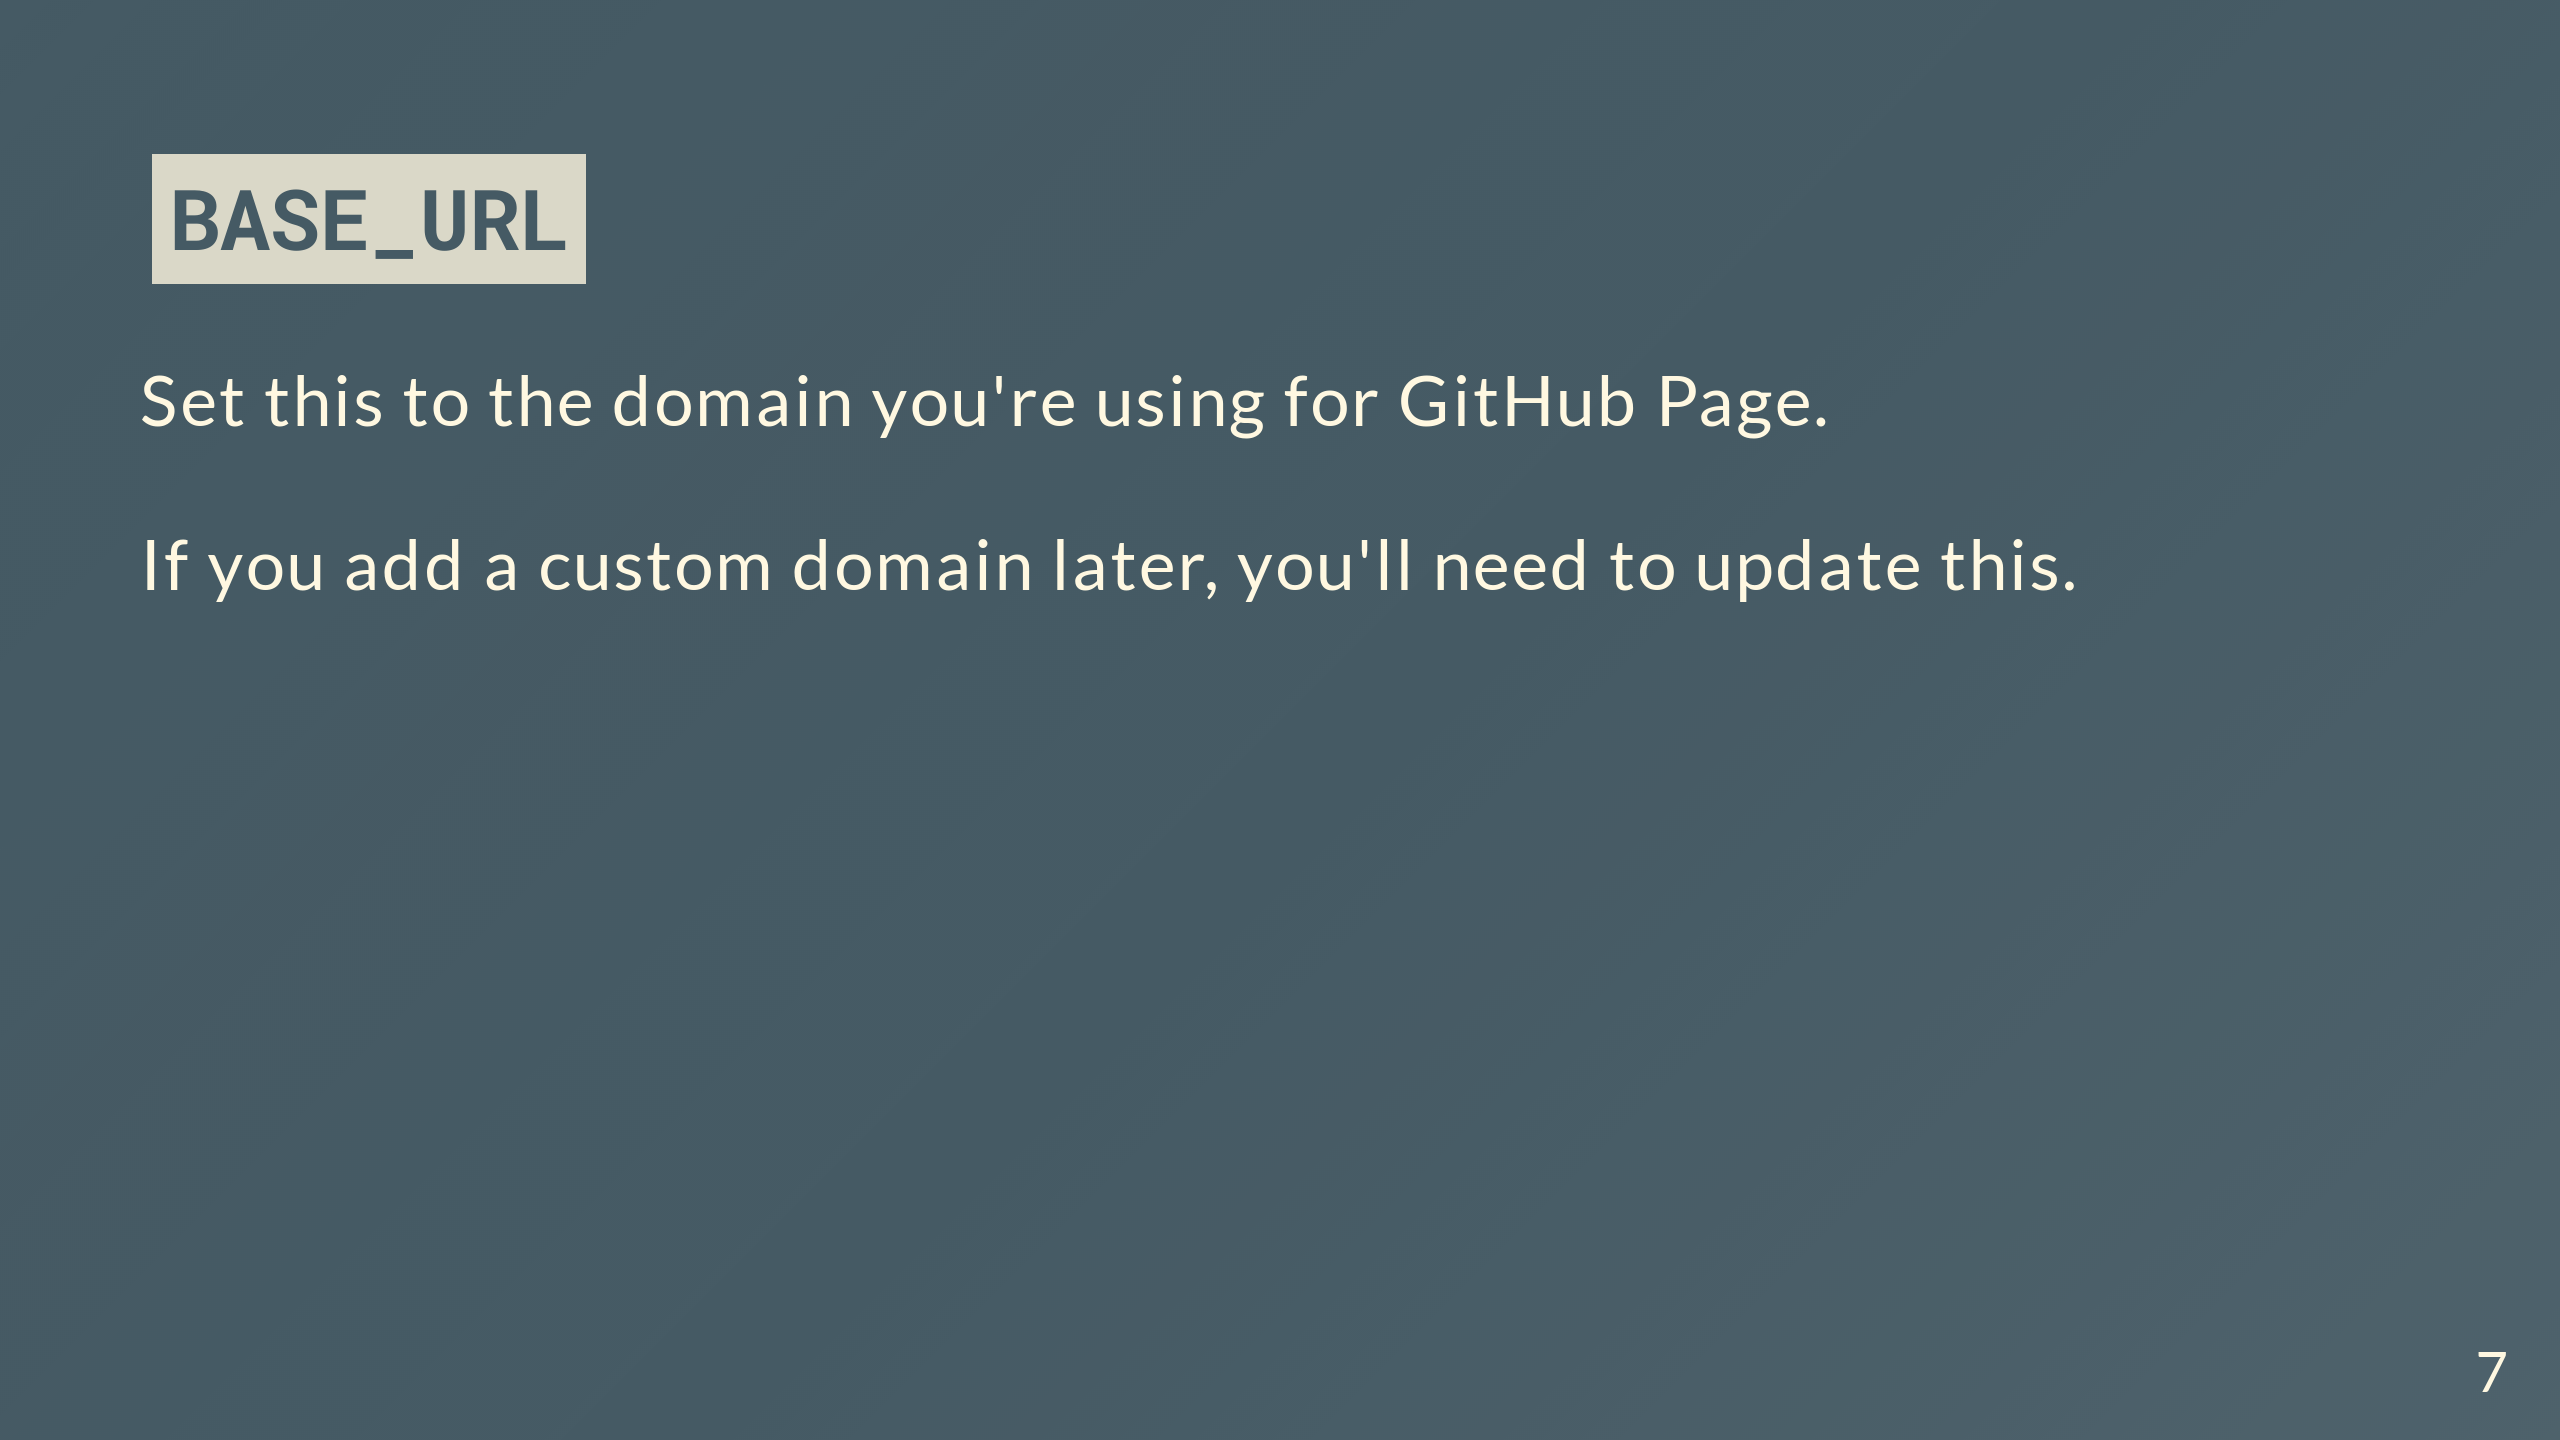 BASE_URL
Set this to the domain you're using for GitHub Page.
If you add a custom domain later, you'll need to update this.
7